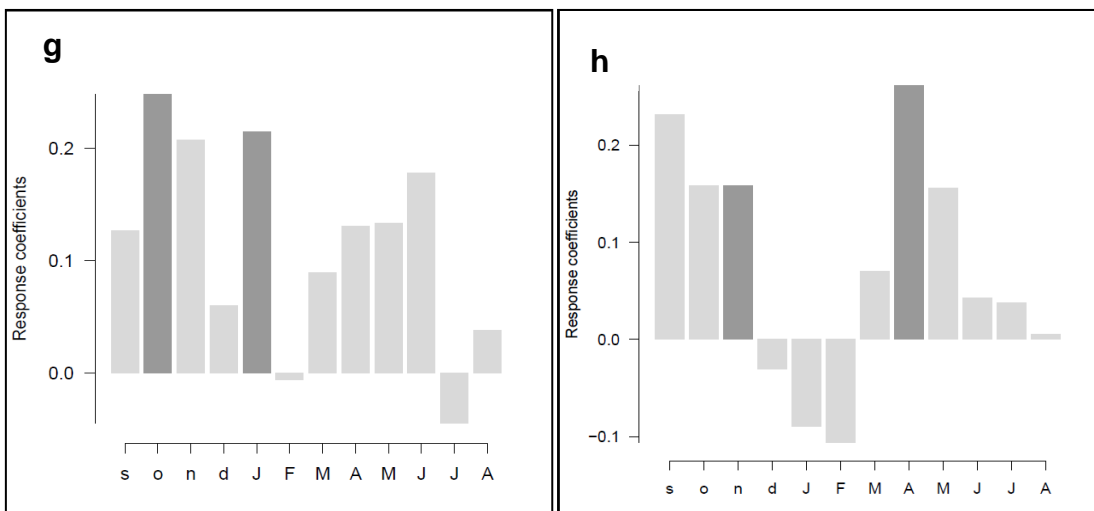 g
Response coefficients
0.2
0.1
0.0
s o n d J F M A M J J A
h
Response coefficients
0.2
0.1
0.0
−0.1
s o n d J F M A M J J A